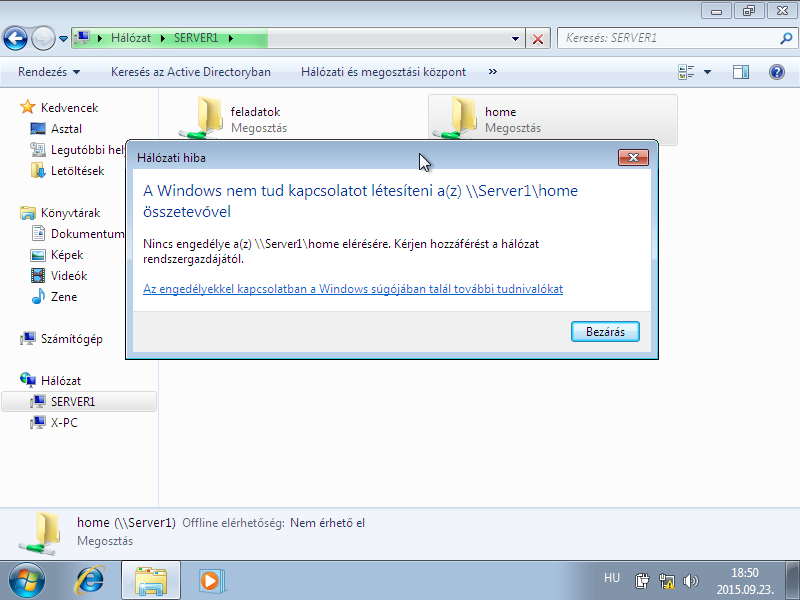 Hálózat
SERVER1
Keresés: SERVER1
Rendezés
Keresés az Active Directoryban
Hálózati és megosztási központ
»
Kedvencek
Asztal
Legutóbbi hely
Letöltések
Könyvtárak
Dokumentum
Képek
Videók
Zene
Számítógép
Hálózat
SERVER1
X-PC
feladatok
Megosztás
home
Megosztás
Hálózati hiba
A Windows nem tud kapcsolatot létesíteni a(z) \\Server1\home
összetevővel
Nincs engedélye a(z) \\Server1\home elérésére. Kérjen hozzáférést a hálózat
rendszergazdájától.
Az engedélyekkel kapcsolatban a Windows súgójában talál további tudnivalókat
Bezárás
home (\\Server1) Offline elérhetőség: Nem érhető el
Megosztás
HU
18:50
2015.09.23.